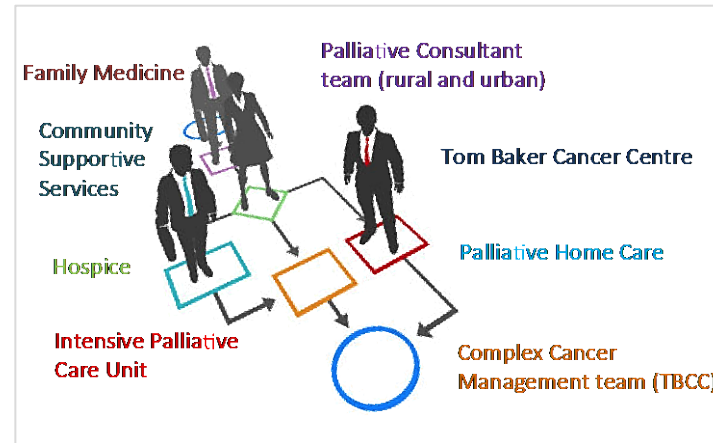 Family Medicine
Palliative Consultant
team (rural and urban)
Community
Supportive
Services
Tom Baker Cancer Centre
Hospice
Palliative Home Care
Intensive Palliative
Care Unit
Complex Cancer
Management team (TBCC)